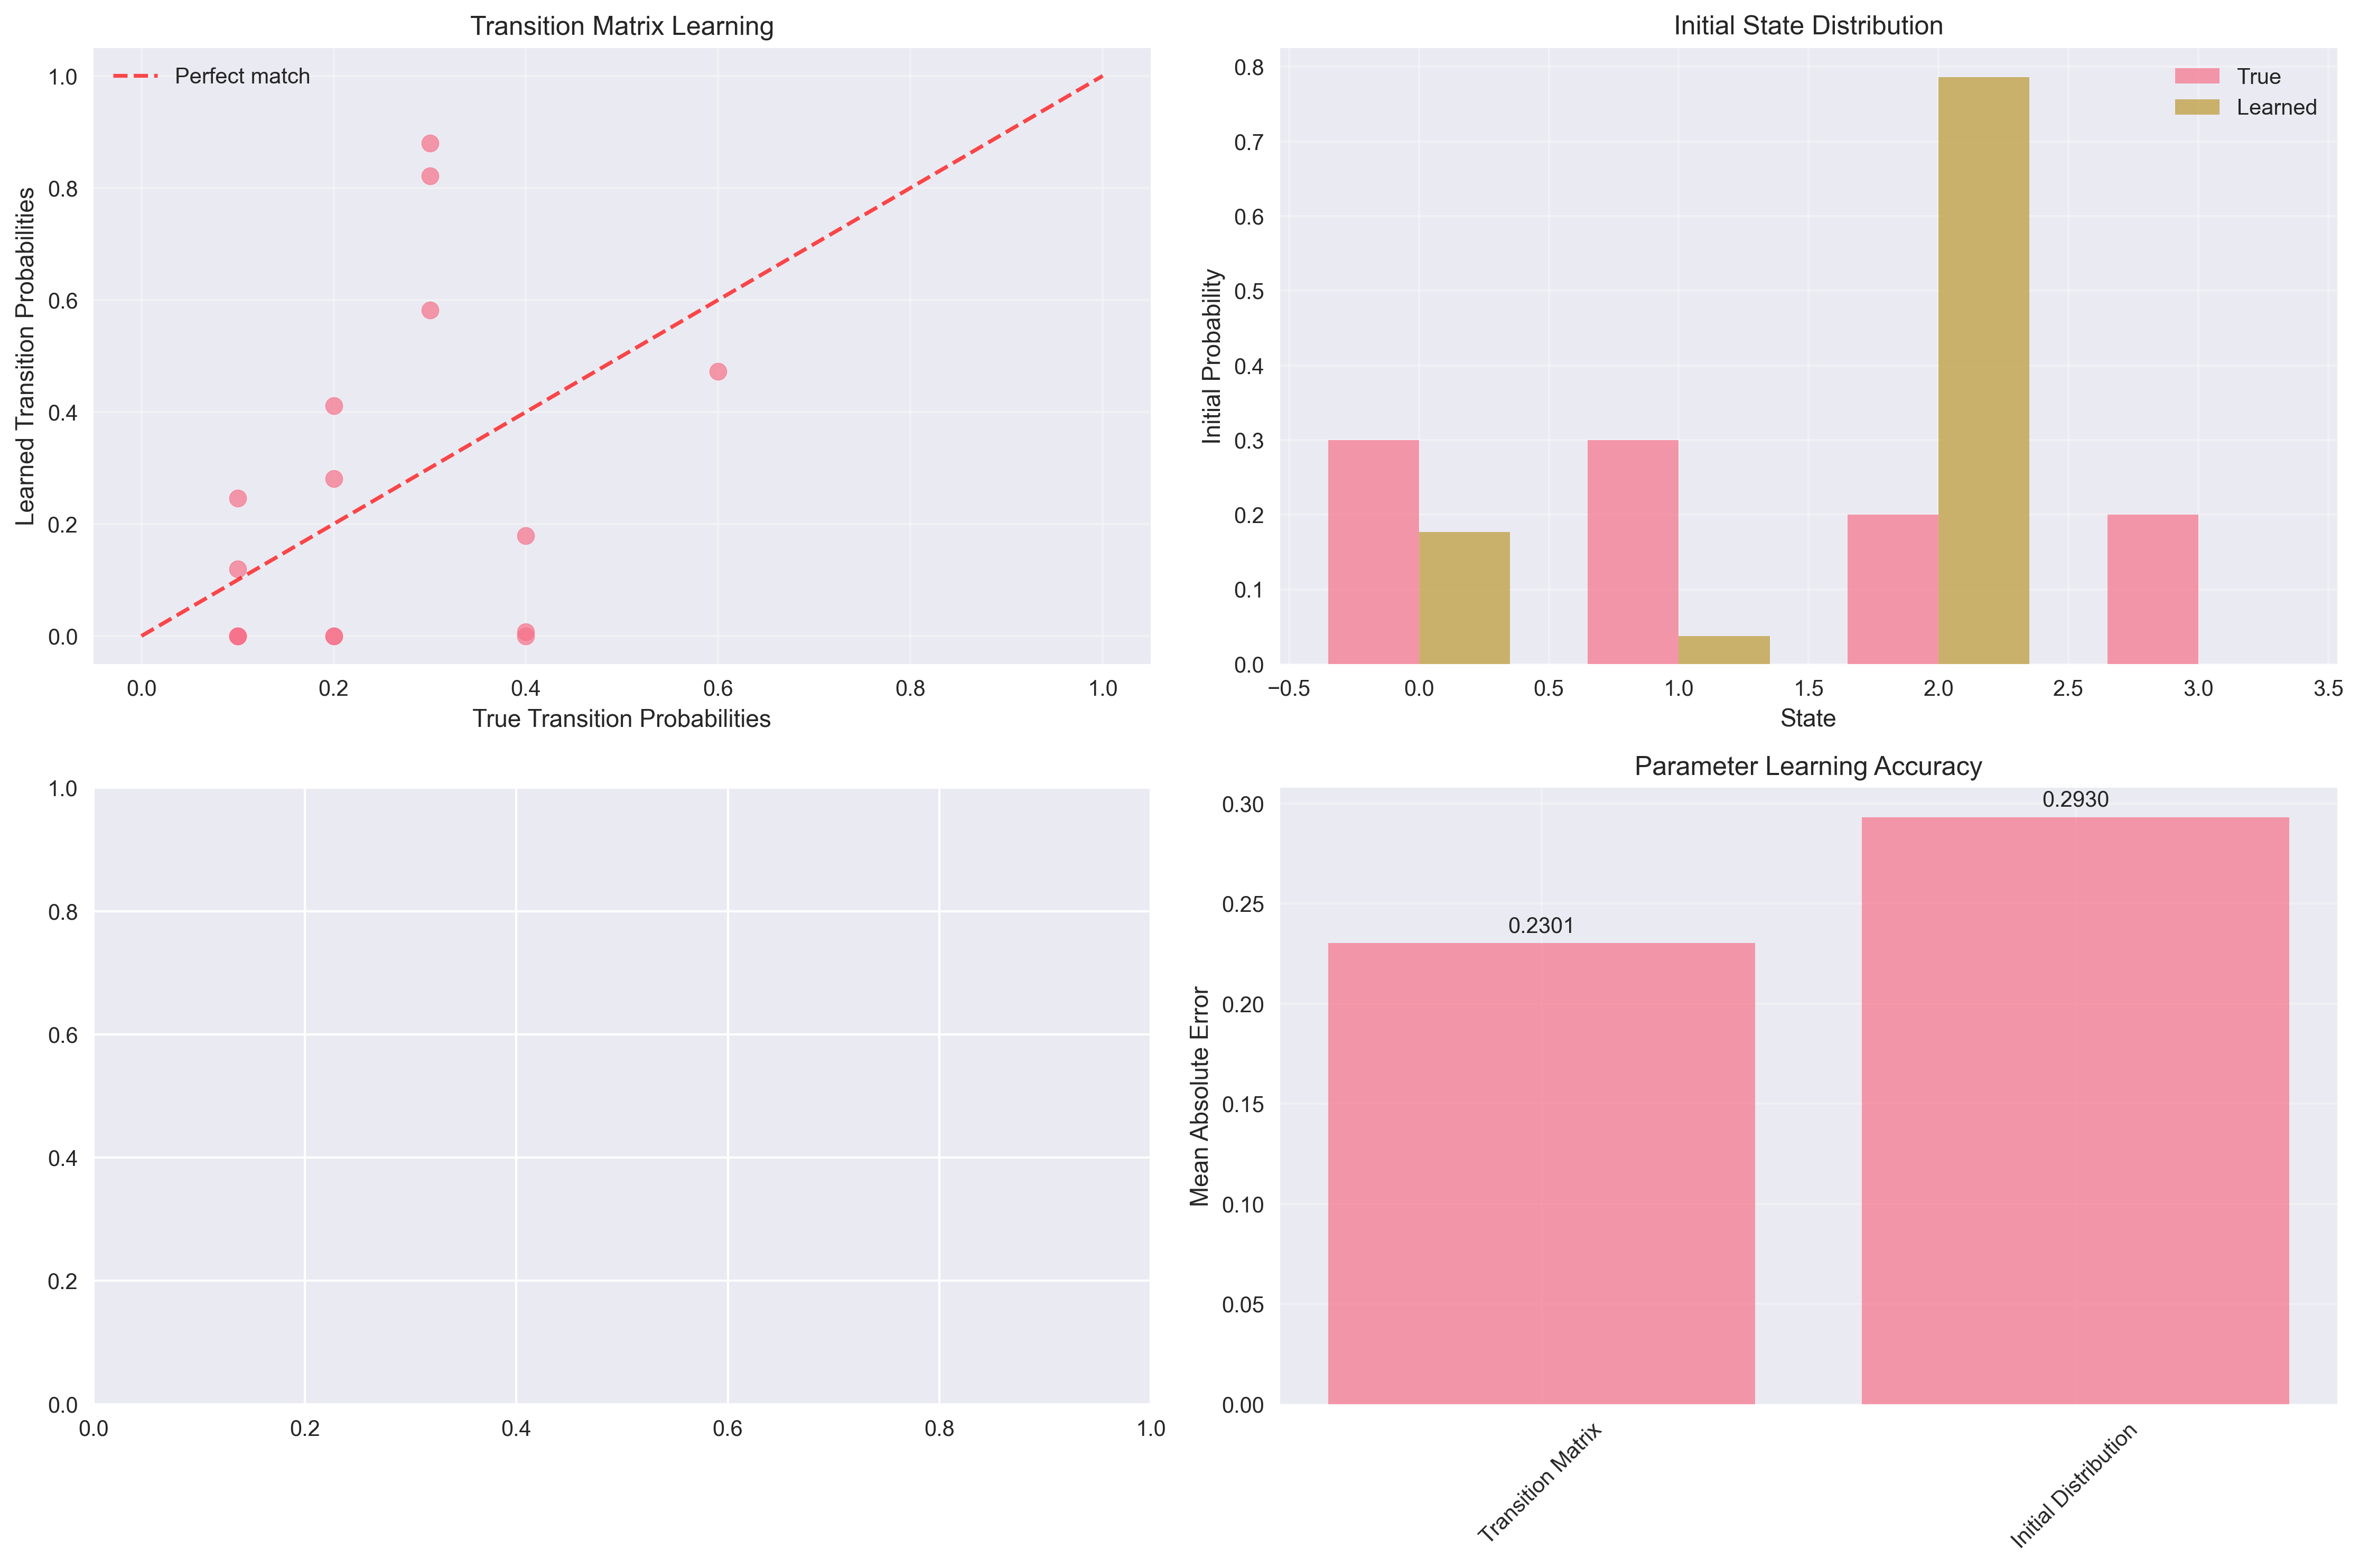 Transition Matrix Learning
Perfect match
1.0
0.8
0.6
0.4
0.2
0.0
Learned Transition Probabilities
0.0 0.2 0.4 0.6 0.8 1.0
True Transition Probabilities
Initial State Distribution
True
Learned
0.8
0.7
0.6
0.5
0.4
0.3
0.2
0.1
0.0
Initial Probability
−0.5 0.0 0.5 1.0 1.5 2.0 2.5 3.0 3.5
State
1.0
0.8
0.6
0.4
0.2
0.0
0.0 0.2 0.4 0.6 0.8 1.0
Parameter Learning Accuracy
0.30
0.25
0.20
0.15
0.10
0.05
0.00
Mean Absolute Error
0.2301
0.2930
Transition Matrix
Initial Distribution